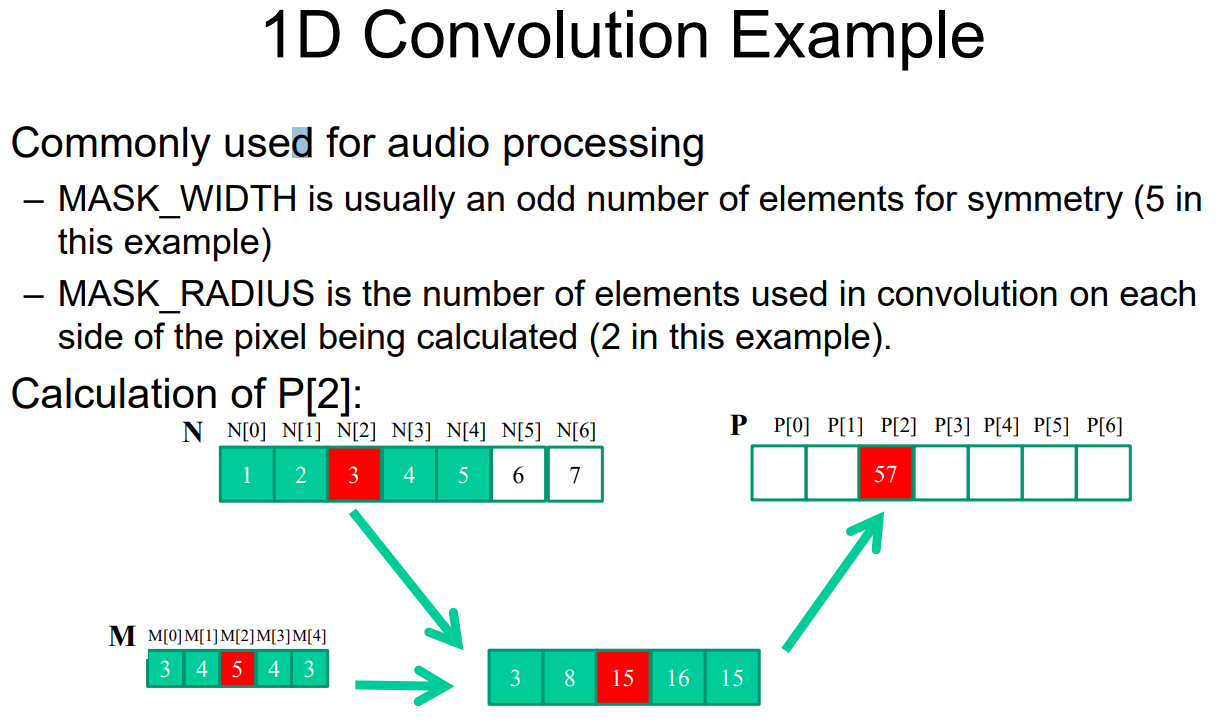 1D Convolution Example
Commonly used for audio processing
– MASK_WIDTH is usually an odd number of elements for symmetry (5 in
this example)
– MASK_RADIUS is the number of elements used in convolution on each
side of the pixel being calculated (2 in this example).
Calculation of P[2]:
N N[0] N[1] N[2] N[3] N[4] N[5] N[6]
1 2 3 4 5 6 7
P P[0] P[1] P[2] P[3] P[4] P[5] P[6]
57
M M[0] M[1] M[2] M[3] M[4]
3 4 5 4 3
3 8 15 16 15